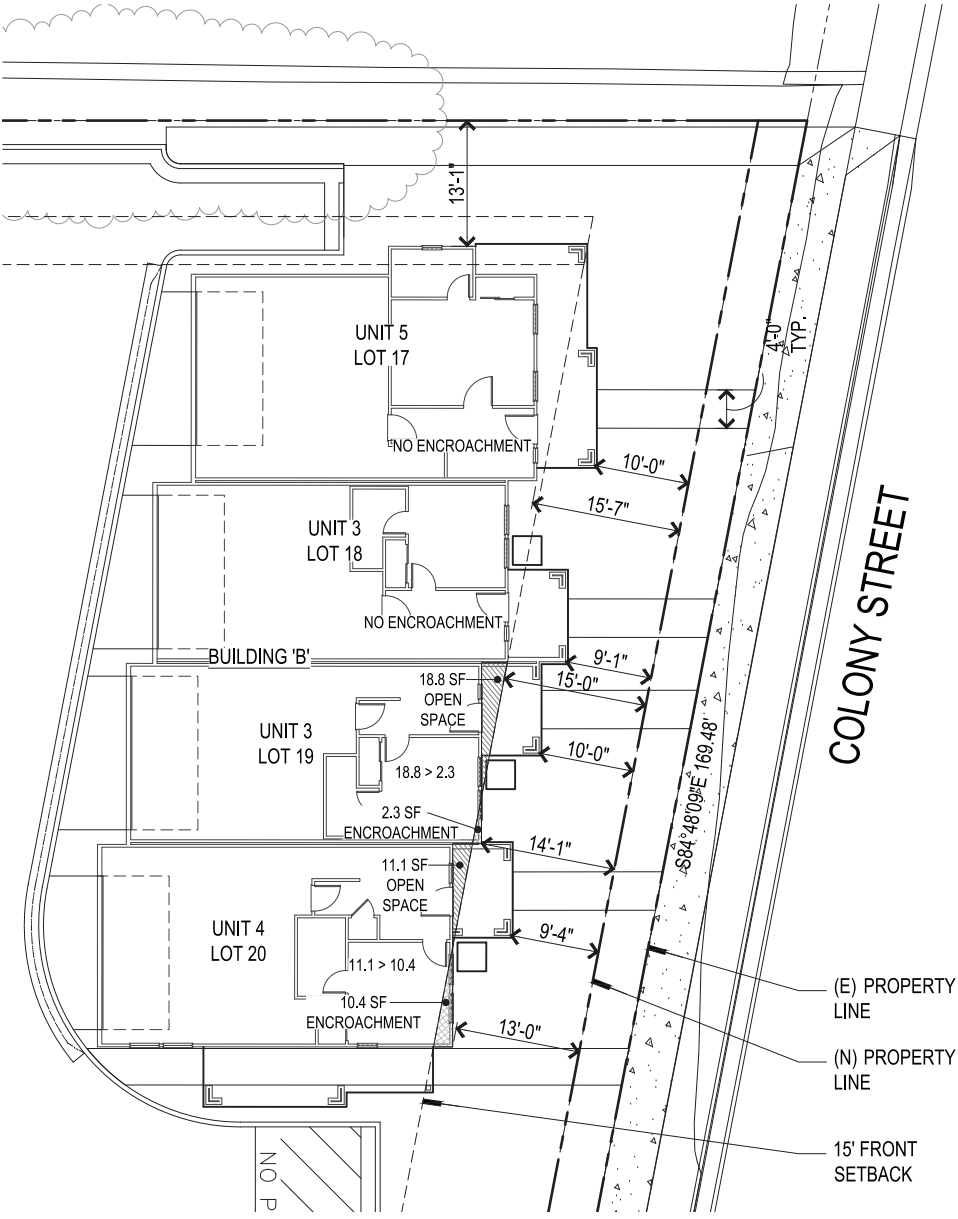 13'-1"
UNIT 5
LOT 17
4'-0"
TYP.
NO ENCROACHMENT
10'-0"
15'-7"
UNIT 3
LOT 18
NO ENCROACHMENT
COLONY STREET
BUILDING 'B'
9'-1"
18.8 SF
OPEN
SPACE
15'-0"
UNIT 3
LOT 19
10'-0"
18.8 > 2.3
2.3 SF
ENCROACHMENT
S84°48'09"E 169.48'
14'-1"
11.1 SF
OPEN
SPACE
UNIT 4
LOT 20
9'-4"
11.1 > 10.4
10.4 SF
ENCROACHMENT
13'-0"
(E) PROPERTY
LINE
(N) PROPERTY
LINE
15' FRONT
SETBACK
NO P